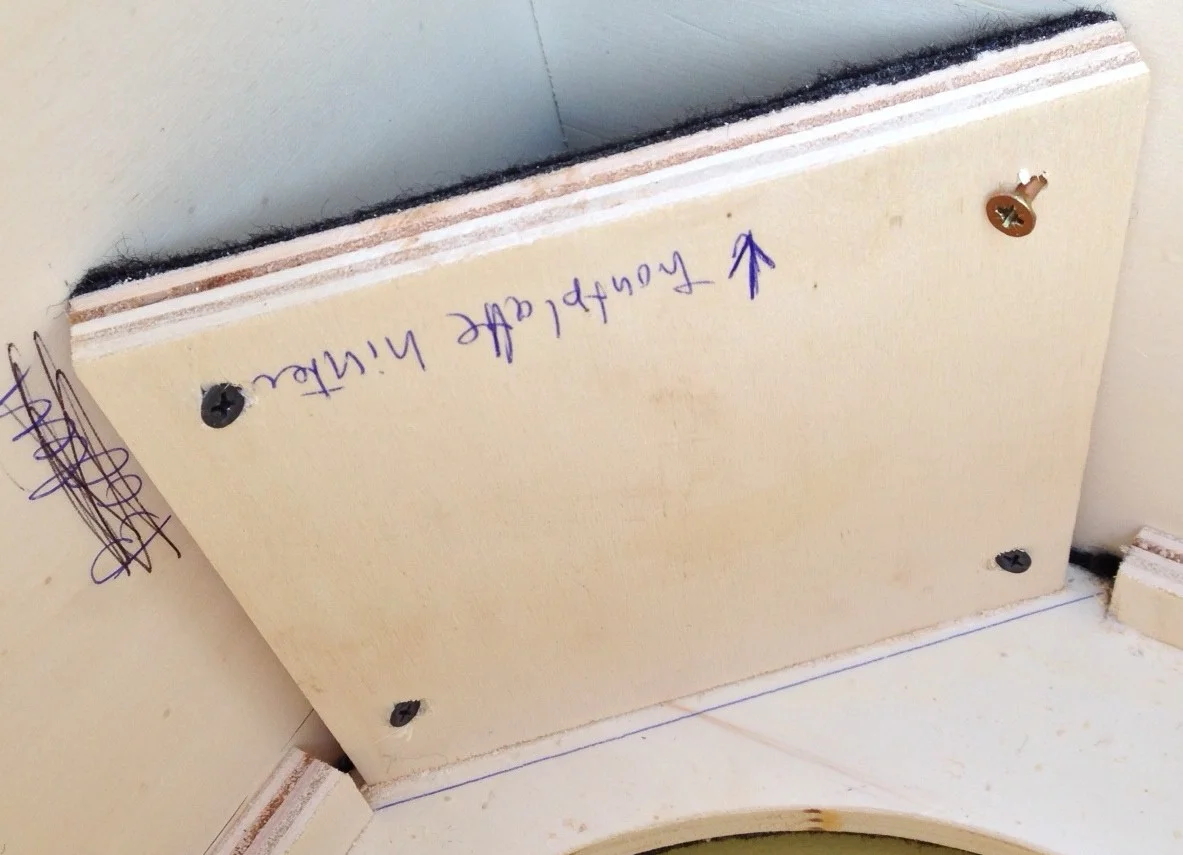 ↓ Frontplatte hinten